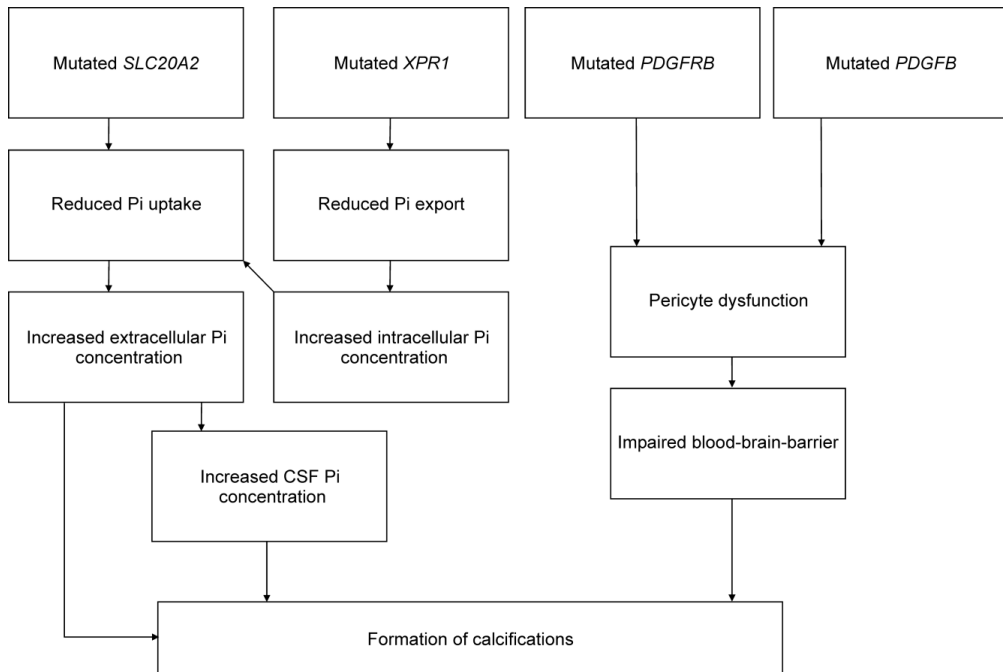 Mutated SLC20A2
Mutated XPR1
Mutated PDGFRB
Mutated PDGFB
Reduced Pi uptake
Reduced Pi export
Pericyte dysfunction
Increased extracellular Pi
concentration
Increased intracellular Pi
concentration
Impaired blood-brain-barrier
Increased CSF Pi
concentration
Formation of calcifications